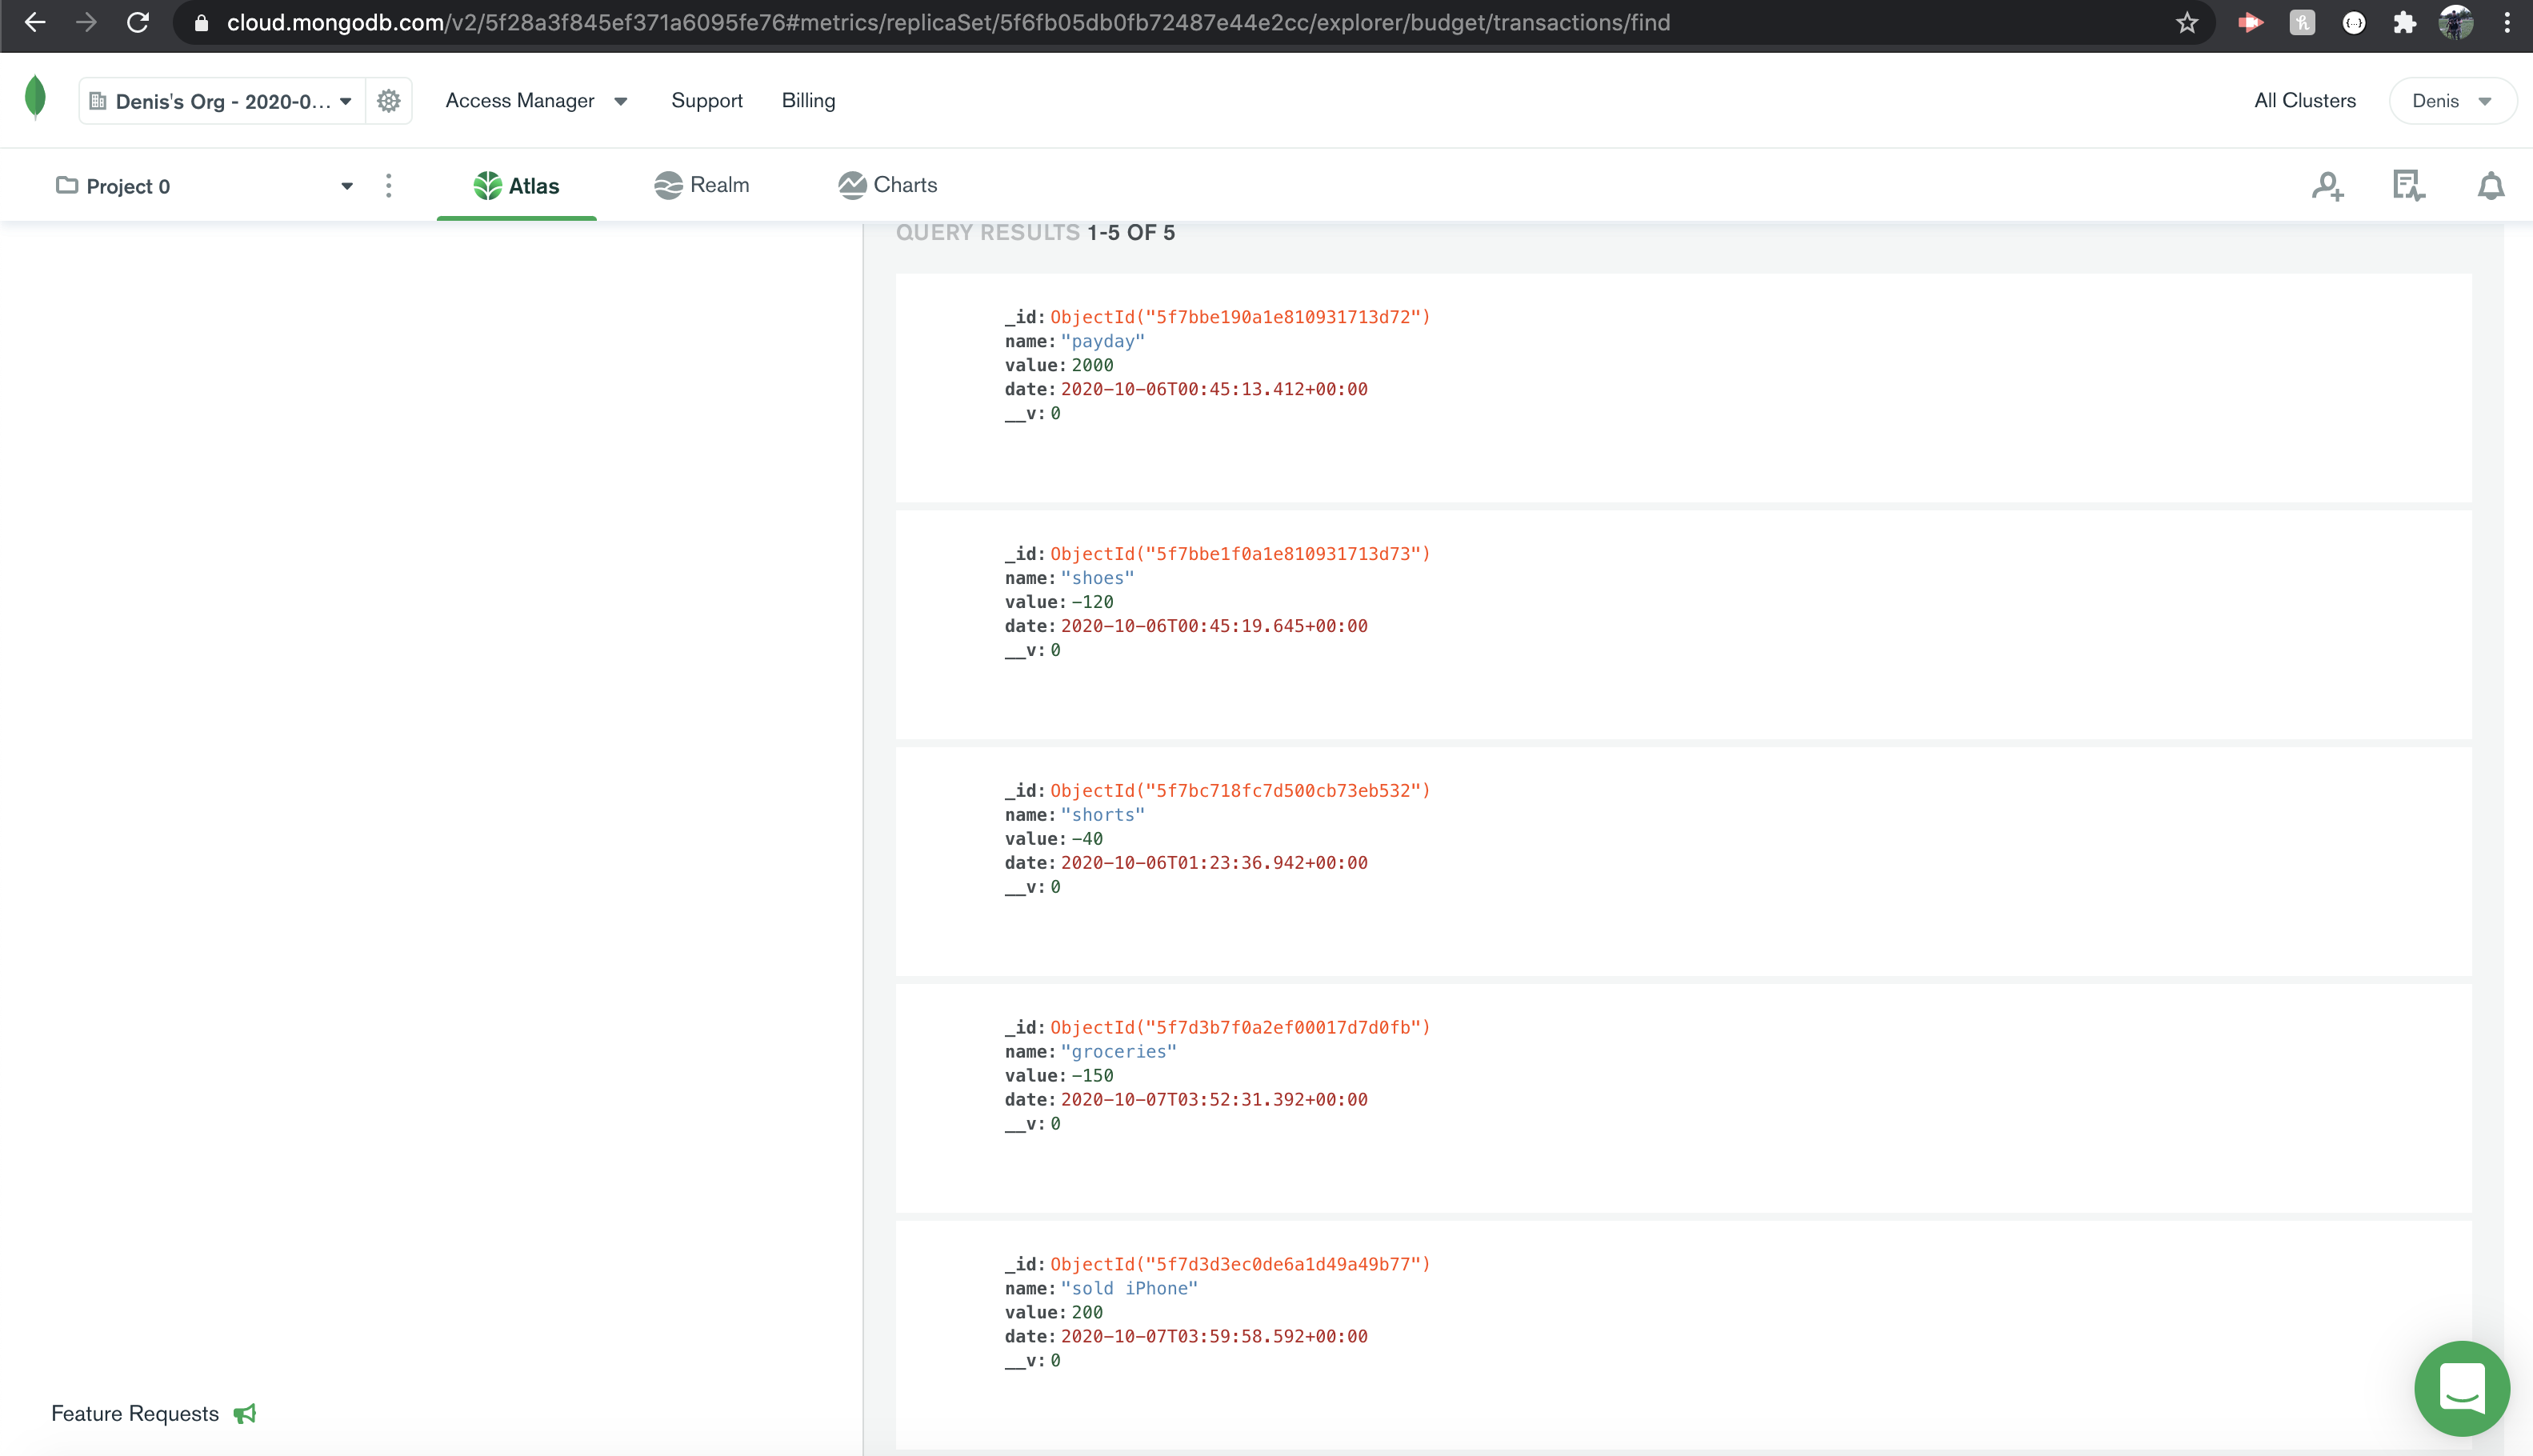 cloud.mongodb.com/v2/5f28a3f845ef371a6095fe76#metrics/replicaSet/5f6fb05db0fb72487e44e2cc/explorer/budget/transactions/find
Denis's Org - 2020-0...
Access Manager
Support
Billing
All Clusters
Denis
Project 0
Atlas
Realm
Charts
QUERY RESULTS 1-5 OF 5
_id: ObjectId("5f7bbe190a1e810931713d72")
name: "payday"
value: 2000
date: 2020-10-06T00:45:13.412+00:00
__v: 0
_id: ObjectId("5f7bbe1f0a1e810931713d73")
name: "shoes"
value: -120
date: 2020-10-06T00:45:19.645+00:00
__v: 0
_id: ObjectId("5f7bc718fc7d500cb73eb532")
name: "shorts"
value: -40
date: 2020-10-06T01:23:36.942+00:00
__v: 0
_id: ObjectId("5f7d3b7f0a2ef00017d7d0fb")
name: "groceries"
value: -150
date: 2020-10-07T03:52:31.392+00:00
__v: 0
_id: ObjectId("5f7d3d3ec0de6a1d49a49b77")
name: "sold iPhone"
value: 200
date: 2020-10-07T03:59:58.592+00:00
__v: 0
Feature Requests